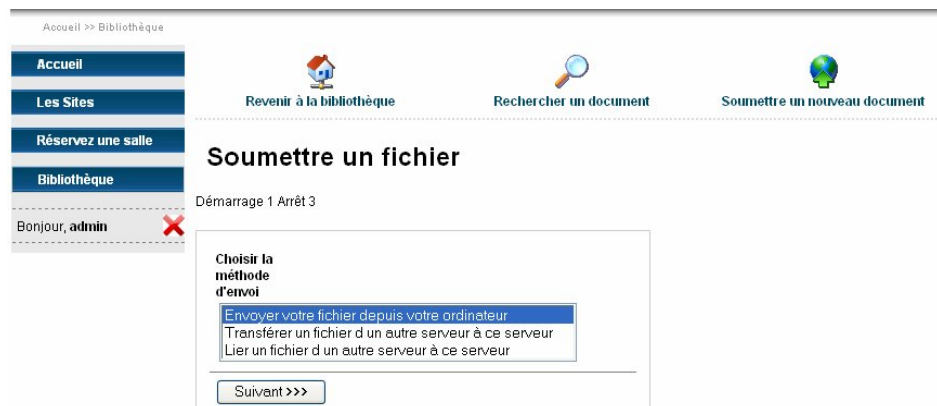 Accueil >> Bibliothèque
Accueil
Les Sites
Réservez une salle
Bibliothèque
Bonjour, admin
Revenir à la bibliothèque
Rechercher un document
Soumettre un nouveau document
Soumettre un fichier
Démarrage 1 Arrêt 3
Choisir la
méthode
d'envoi
Envoyer votre fichier depuis votre ordinateur
Transférer un fichier d un autre serveur à ce serveur
Lier un fichier d un autre serveur à ce serveur
Suivant >>>